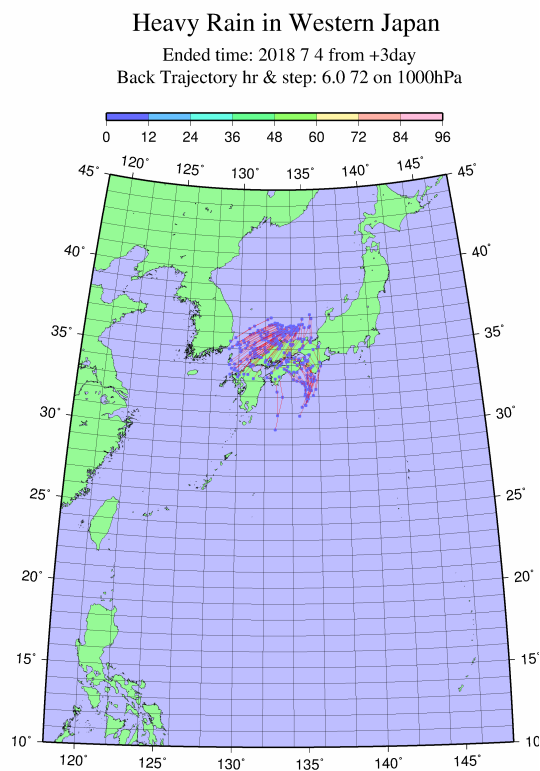 Heavy Rain in Western Japan
Ended time: 2018 7 4 from +3day
Back Trajectory hr & step: 6.0 72 on 1000hPa
0 12 24 36 48 60 72 84 96
120˚ 125˚ 130˚ 135˚ 140˚ 145˚
45˚ 45˚
40˚ 40˚
35˚ 35˚
30˚ 30˚
25˚ 25˚
20˚ 20˚
15˚ 15˚
10˚ 10˚
120˚ 125˚ 130˚ 135˚ 140˚ 145˚